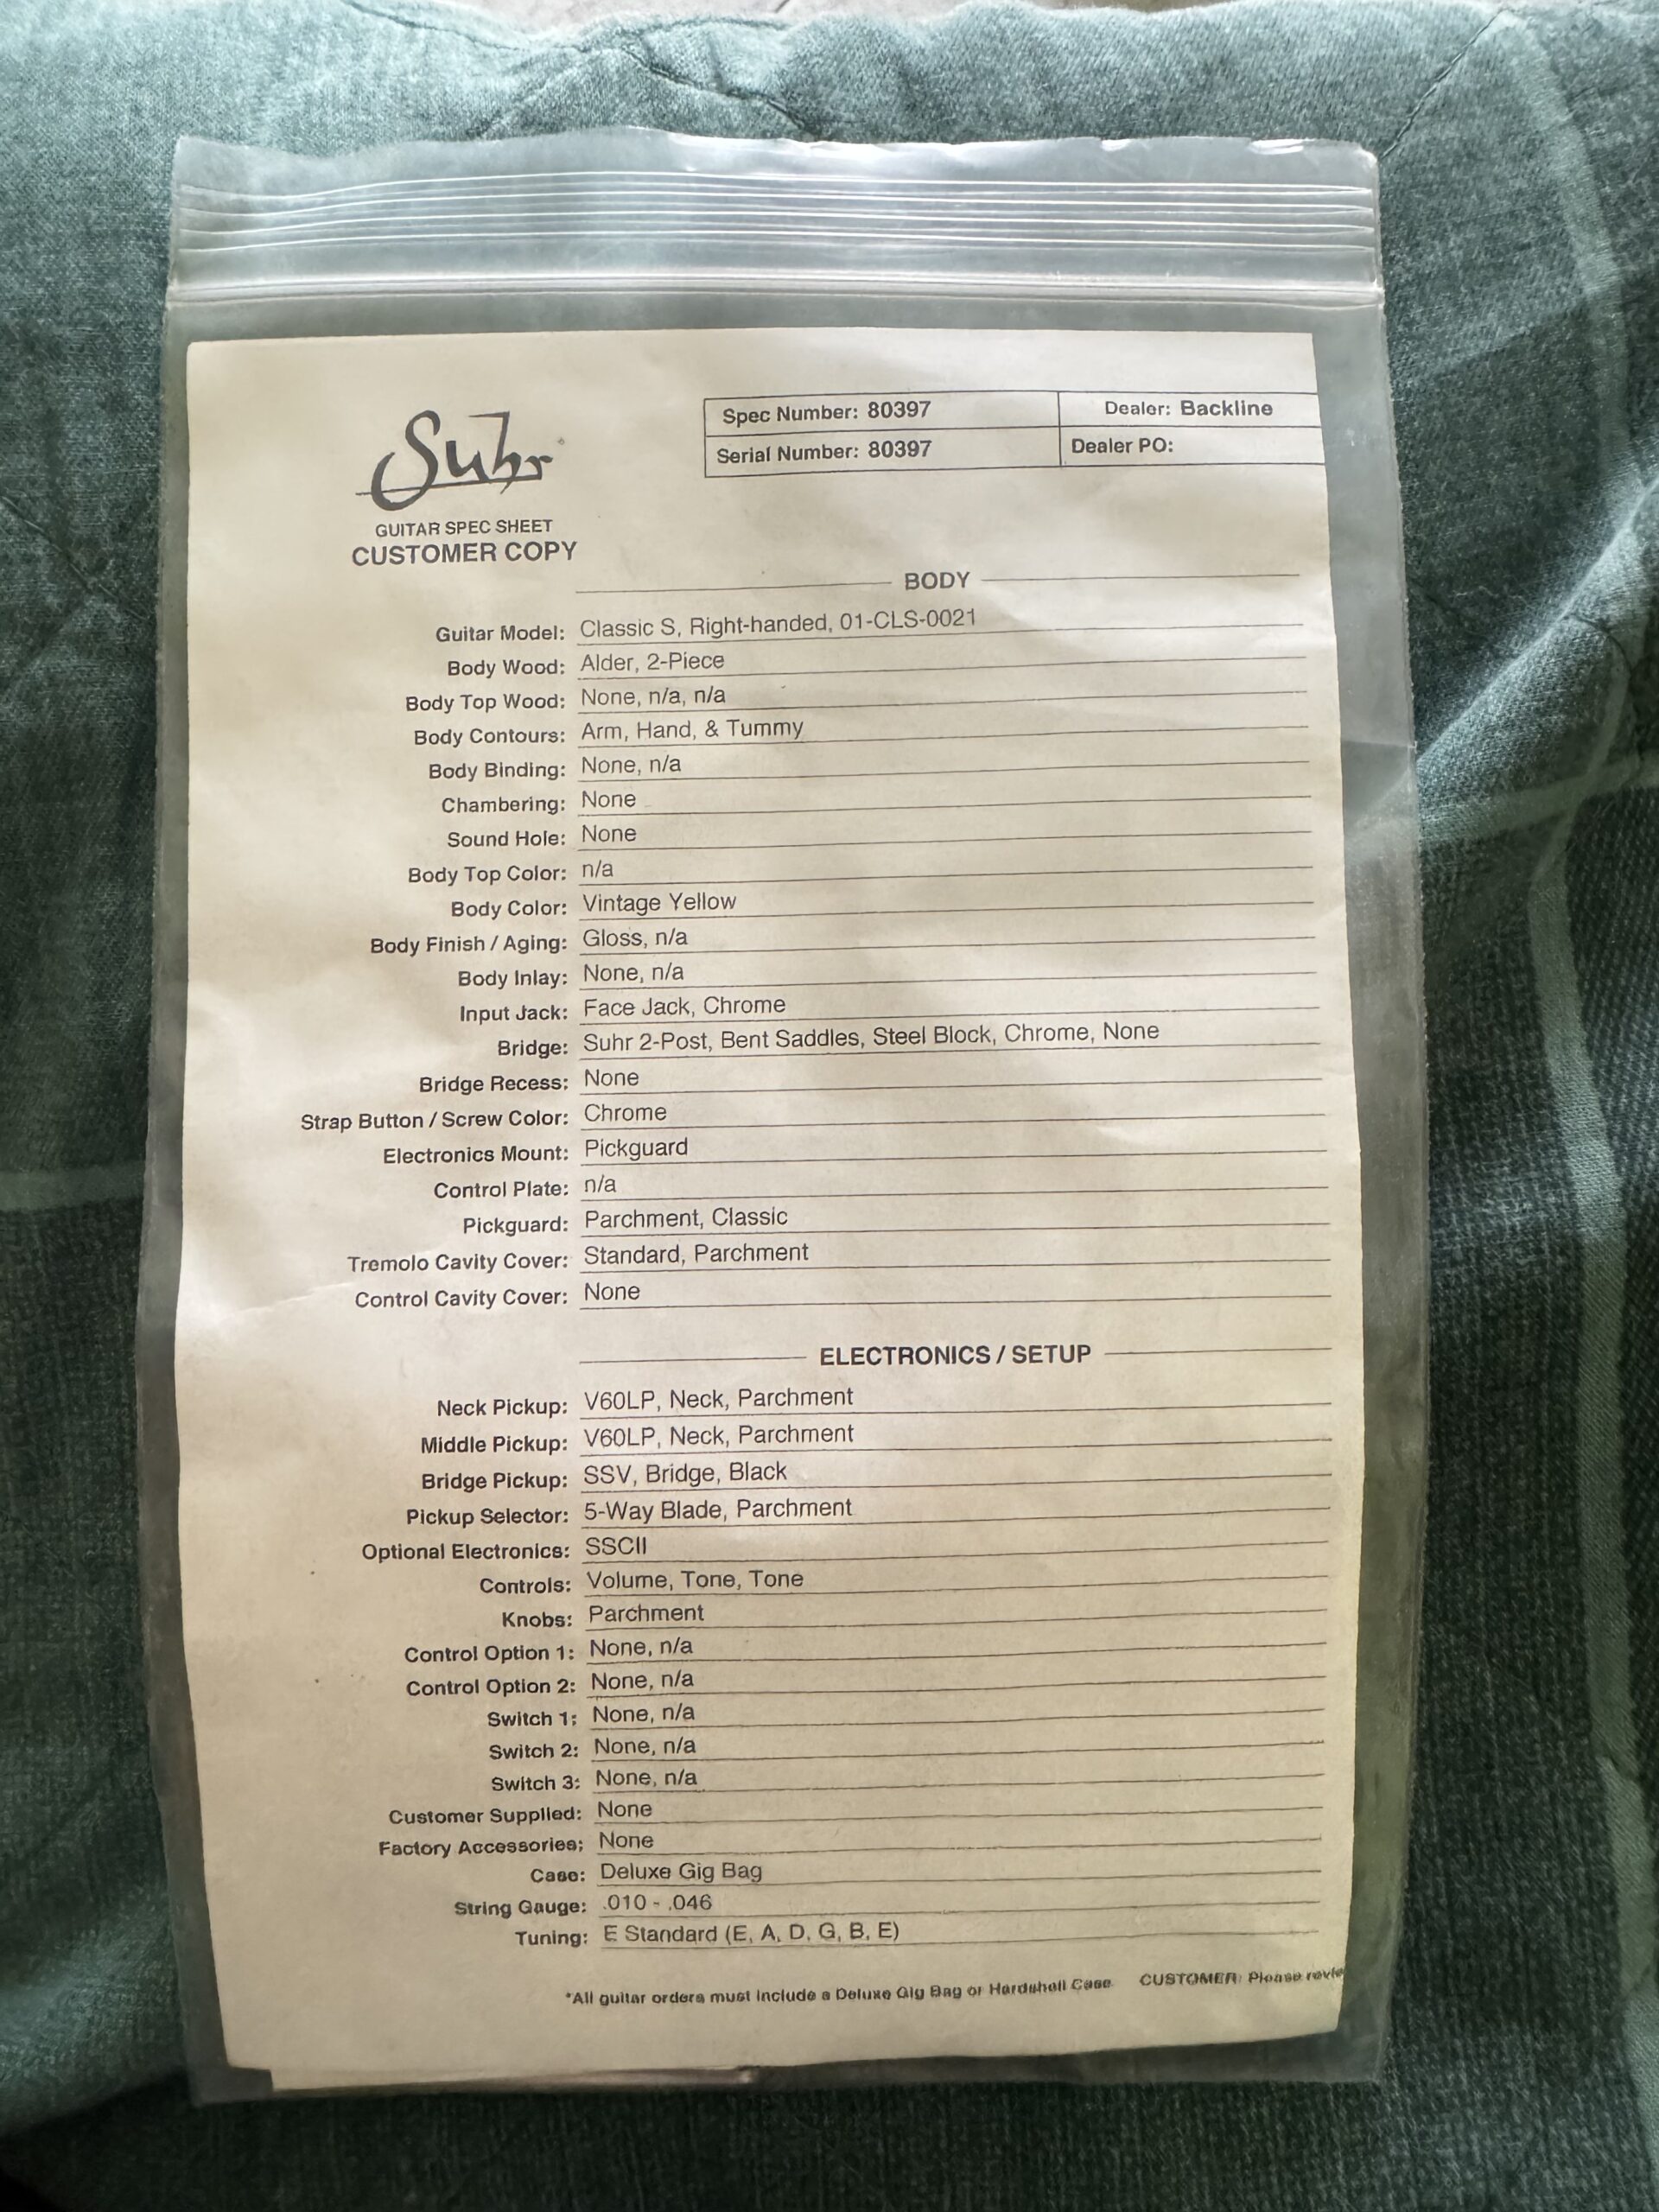 Suhr
GUITAR SPEC SHEET
CUSTOMER COPY
Spec Number: 80397
Dealer: Backline
Serial Number: 80397
Dealer PO:
BODY
Guitar Model: Classic S, Right-handed, 01-CLS-0021
Body Wood: Alder, 2-Piece
Body Top Wood: None, n/a, n/a
Body Contours: Arm, Hand, & Tummy
Body Binding: None, n/a
Chambering: None
Sound Hole: None
Body Top Color: n/a
Body Color: Vintage Yellow
Body Finish / Aging: Gloss, n/a
Body Inlay: None, n/a
Input Jack: Face Jack, Chrome
Bridge: Suhr 2-Post, Bent Saddles, Steel Block, Chrome, None
Bridge Recess: None
Strap Button / Screw Color: Chrome
Electronics Mount: Pickguard
Control Plate: n/a
Pickguard: Parchment, Classic
Tremolo Cavity Cover: Standard, Parchment
Control Cavity Cover: None
ELECTRONICS / SETUP
Neck Pickup: V60LP, Neck, Parchment
Middle Pickup: V60LP, Neck, Parchment
Bridge Pickup: SSV, Bridge, Black
Pickup Selector: 5-Way Blade, Parchment
Optional Electronics: SSCII
Controls: Volume, Tone, Tone
Knobs: Parchment
Control Option 1: None, n/a
Control Option 2: None, n/a
Switch 1: None, n/a
Switch 2: None, n/a
Switch 3: None, n/a
Customer Supplied: None
Factory Accessories: None
Case: Deluxe Gig Bag
String Gauge: .010 - .046
Tuning: E Standard (E, A, D, G, B, E)
*All guitar orders must include a Deluxe Gig Bag or Hardshell Case CUSTOMER: Please